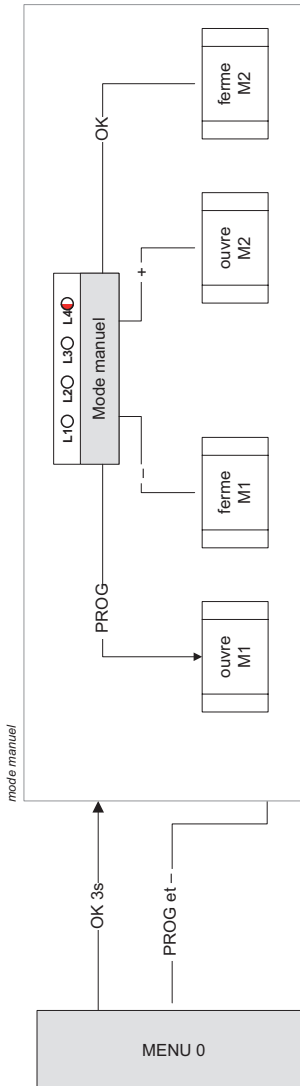 mode manuel
L1 L2 L3 L4
Mode manuel
PROG
–
+
OK
ouvre
M1
ferme
M1
ouvre
M2
ferme
M2
OK 3s
PROG et –
MENU 0